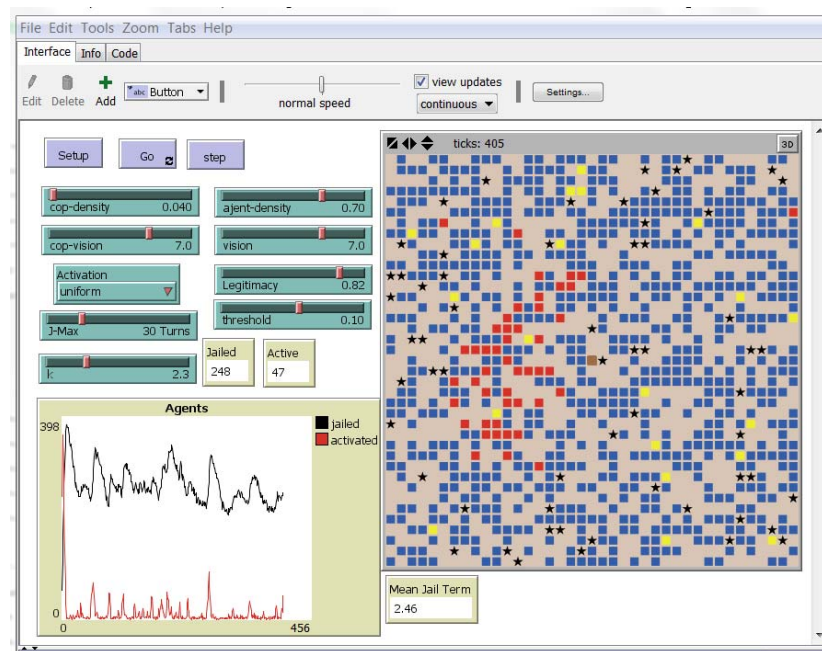 File Edit Tools Zoom Tabs Help
Interface Info Code
Edit Delete Add abc Button normal speed view updates continuous Settings...
Setup Go step
ticks: 405 3D
cop-density 0.040
ajent-density 0.70
cop-vision 7.0
vision 7.0
Activation
uniform
Legitimacy 0.82
J-Max 30 Turns
threshold 0.10
k 2.3
Jailed
248
Active
47
Agents
398
0
0 456
jailed
activated
Mean Jail Term
2.46